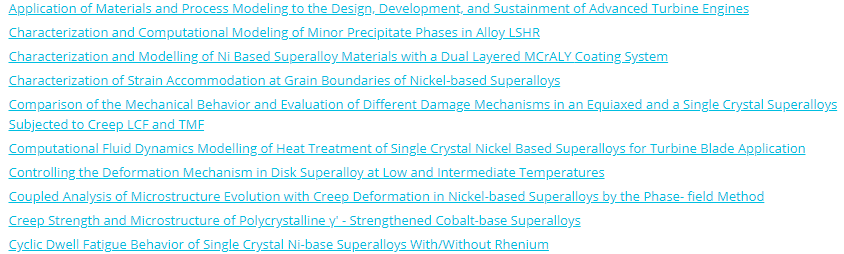 Application of Materials and Process Modeling to the Design, Development, and Sustainment of Advanced Turbine Engines
Characterization and Computational Modeling of Minor Precipitate Phases in Alloy LSHR
Characterization and Modelling of Ni Based Superalloy Materials with a Dual Layered MCrALY Coating System
Characterization of Strain Accommodation at Grain Boundaries of Nickel-based Superalloys
Comparison of the Mechanical Behavior and Evaluation of Different Damage Mechanisms in an Equiaxed and a Single Crystal Superalloys
Subjected to Creep LCF and TMF
Computational Fluid Dynamics Modelling of Heat Treatment of Single Crystal Nickel Based Superalloys for Turbine Blade Application
Controlling the Deformation Mechanism in Disk Superalloy at Low and Intermediate Temperatures
Coupled Analysis of Microstructure Evolution with Creep Deformation in Nickel-based Superalloys by the Phase- field Method
Creep Strength and Microstructure of Polycrystalline γ' - Strengthened Cobalt-base Superalloys
Cyclic Dwell Fatigue Behavior of Single Crystal Ni-base Superalloys With/Without Rhenium